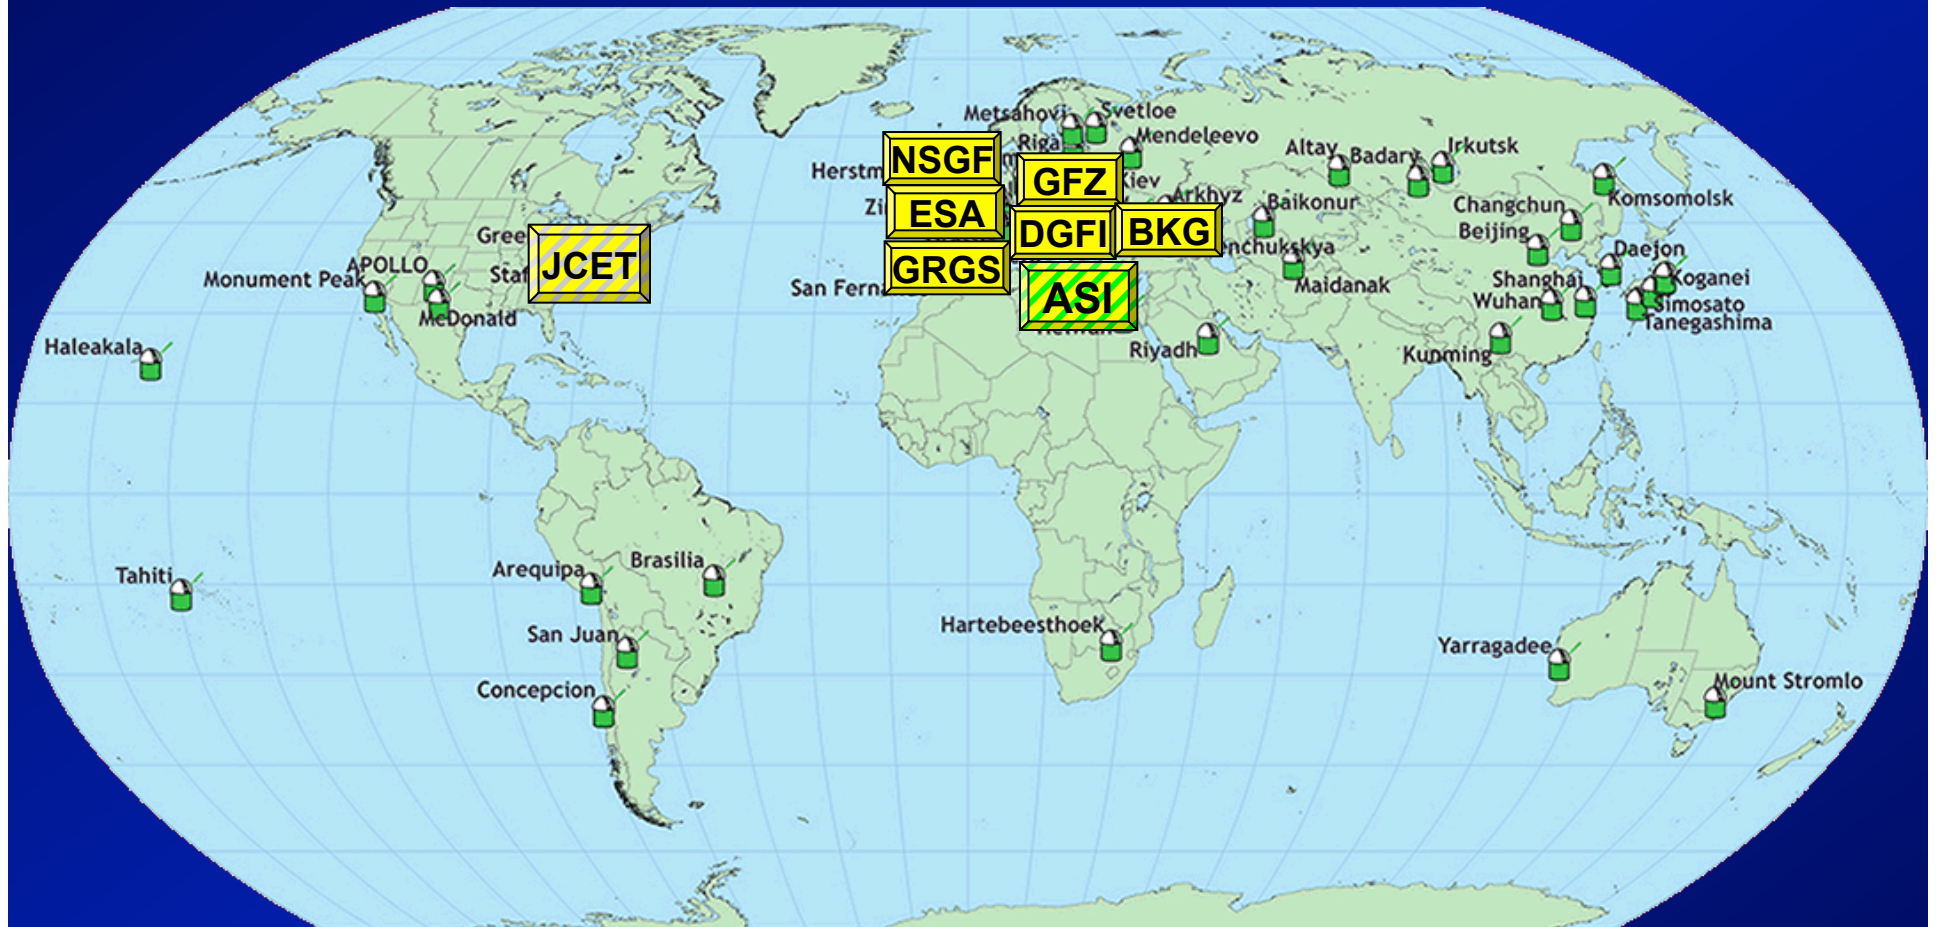 Metsahovi
Svetloe
Mendeleevo
Riga
NSGF
Herstm
GFZ
Kiev
Altay
Badary
Irkutsk
Arkhyz
Baikonur
Komsomolsk
Changchun
ESA
DGFI
BKG
Beijing
Gree
JCET
GRGS
Daejon
APOLLO
Monument Peak
McDonald
San Ferna
ASI
Maidanak
Shanghai
Koganei
Wuhan
Simosato
Tanegashima
Haleakala
Riyadh
Kunming
Arequipa
Brasilia
Tahiti
San Juan
Hartebeesthoek
Yarragadee
Concepcion
Mount Stromlo